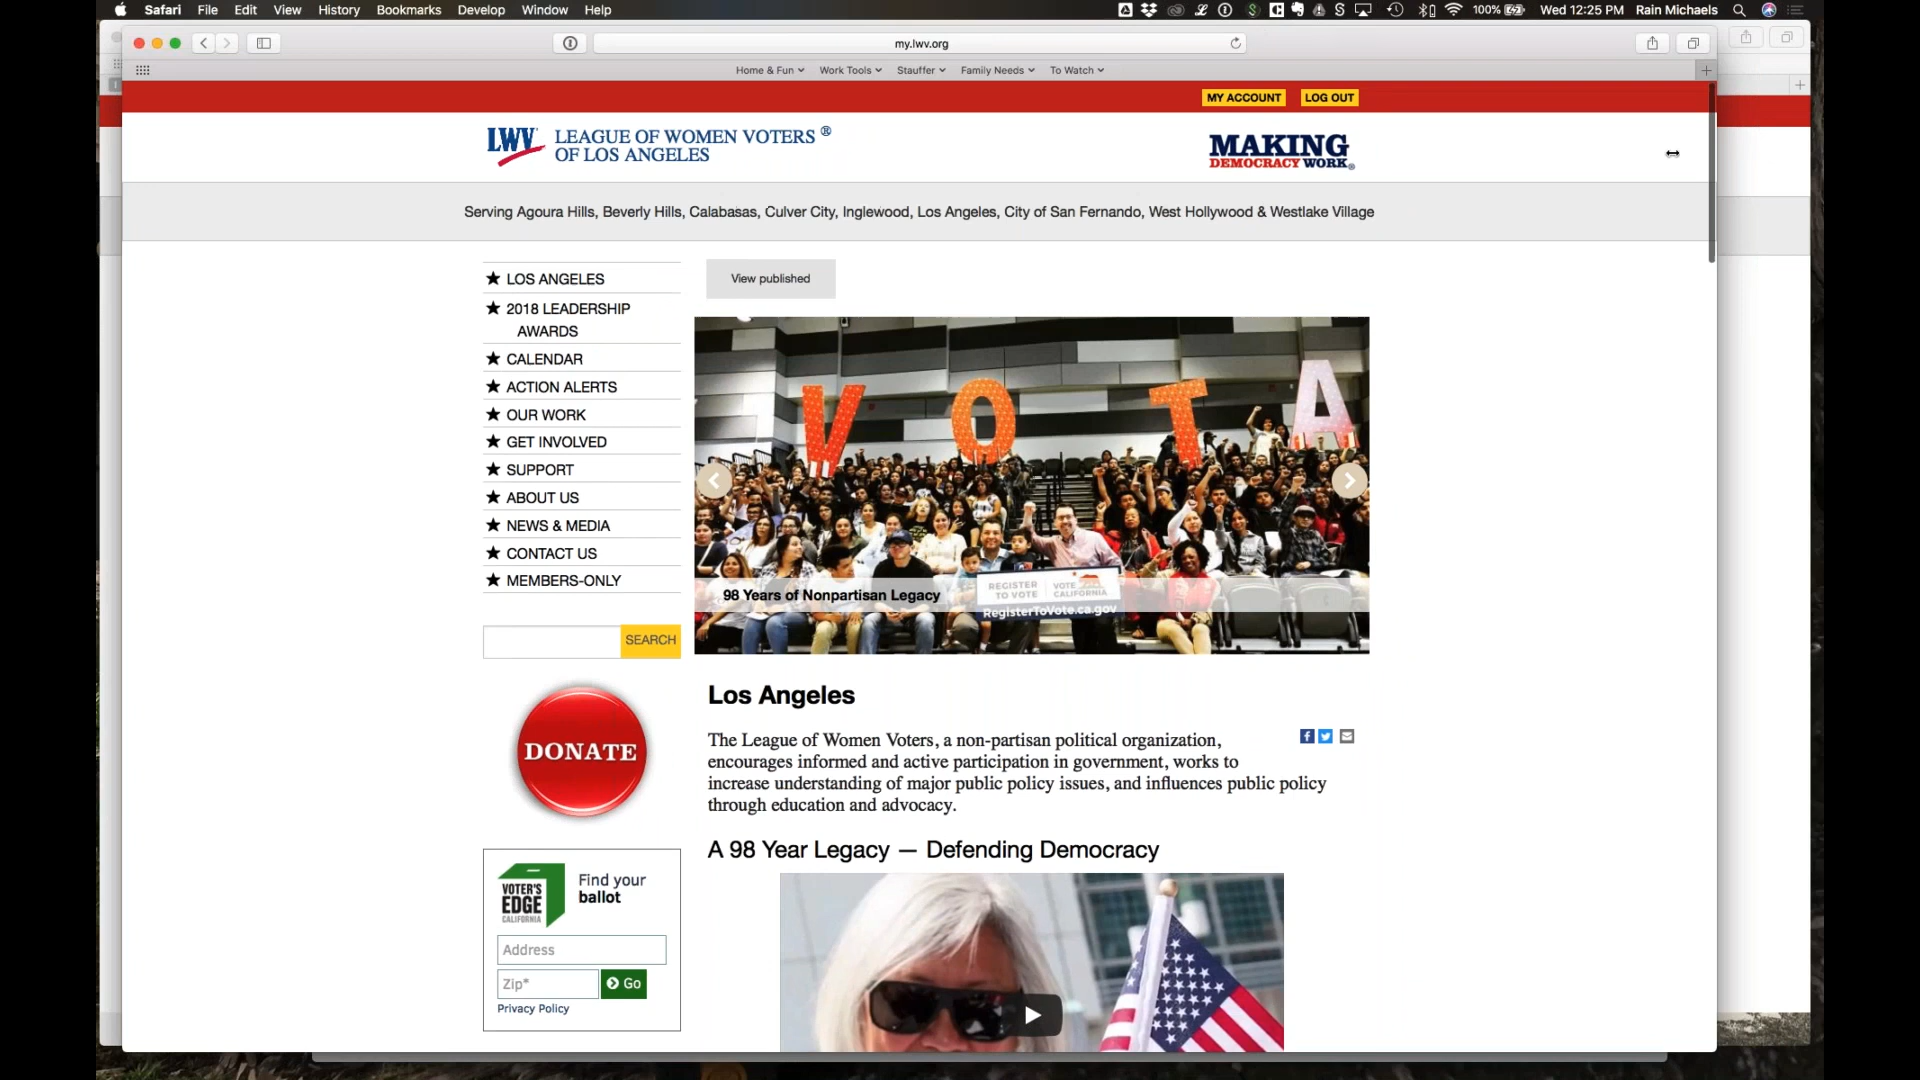 Safari File Edit View History Bookmarks Develop Window Help 100% Wed 12:25 PM Rain Michaels
my.lwv.org
Home & Fun Work Tools Stauffer Family Needs To Watch
MY ACCOUNT LOG OUT
LWV LEAGUE OF WOMEN VOTERS ®
OF LOS ANGELES
MAKING
DEMOCRACY WORK®
Serving Agoura Hills, Beverly Hills, Calabasas, Culver City, Inglewood, Los Angeles, City of San Fernando, West Hollywood & Westlake Village
★ LOS ANGELES
★ 2018 LEADERSHIP
AWARDS
★ CALENDAR
★ ACTION ALERTS
★ OUR WORK
★ GET INVOLVED
★ SUPPORT
★ ABOUT US
★ NEWS & MEDIA
★ CONTACT US
★ MEMBERS-ONLY
SEARCH
DONATE
VOTER'S
EDGE
CALIFORNIA
Find your
ballot
Address
Zip*
Go
Privacy Policy
View published
VOTA
REGISTER
TO VOTE
VOTE
CALIFORNIA
RegisterToVote.ca.gov
98 Years of Nonpartisan Legacy
Los Angeles
The League of Women Voters, a non-partisan political organization,
encourages informed and active participation in government, works to
increase understanding of major public policy issues, and influences public policy
through education and advocacy.
A 98 Year Legacy — Defending Democracy